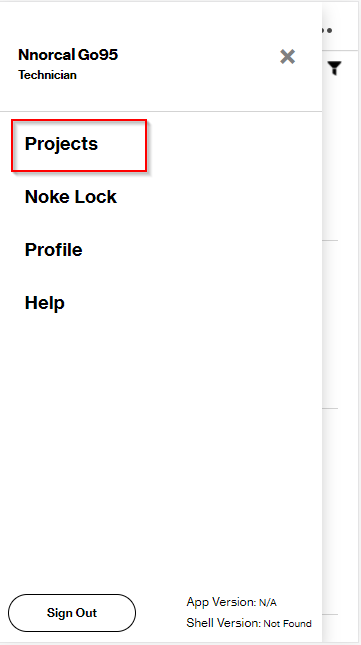 Nnorcal Go95
Technician
Projects
Noke Lock
Profile
Help
Sign Out
App Version: N/A
Shell Version: Not Found